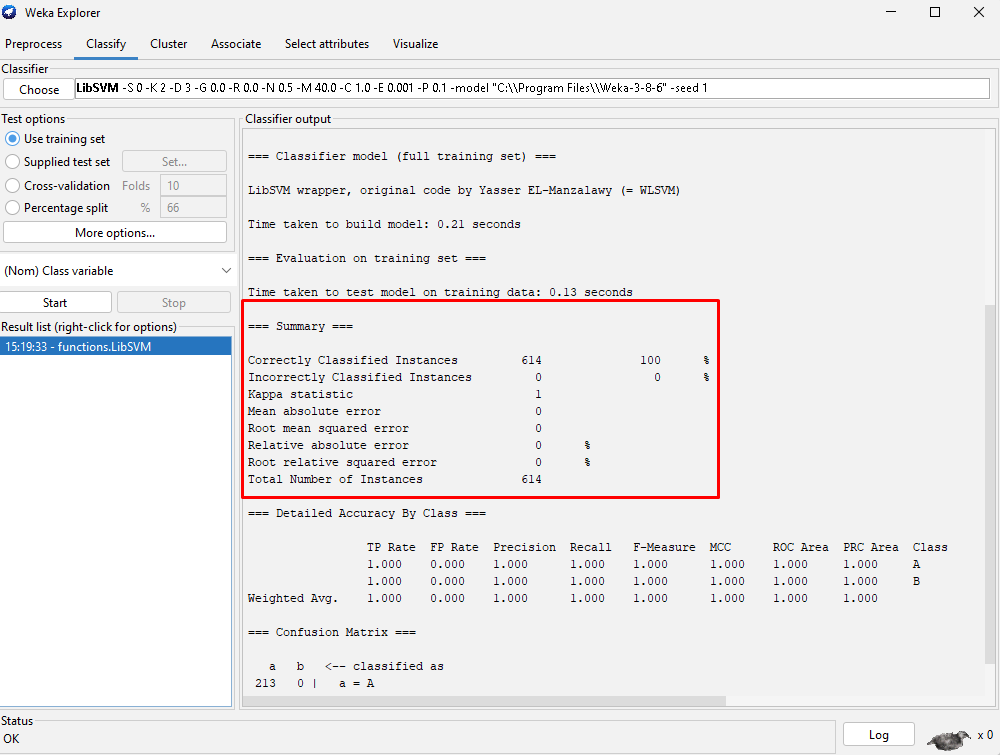 Weka Explorer
Preprocess Classify Cluster Associate Select attributes Visualize
Classifier
Choose LibSVM -S 0 -K 2 -D 3 -G 0.0 -R 0.0 -N 0.5 -M 40.0 -C 1.0 -E 0.001 -P 0.1 -model "C:\\Program Files\\Weka-3-8-6" -seed 1
Test options
Use training set
Supplied test set Set...
Cross-validation Folds 10
Percentage split % 66
More options...
(Nom) Class variable
Start Stop
Result list (right-click for options)
15:19:33 - functions.LibSVM
Classifier output
=== Classifier model (full training set) ===
LibSVM wrapper, original code by Yasser EL-Manzalawy (= WLSVM)
Time taken to build model: 0.21 seconds
=== Evaluation on training set ===
Time taken to test model on training data: 0.13 seconds
=== Summary ===
Correctly Classified Instances 614 100 %
Incorrectly Classified Instances 0 0 %
Kappa statistic 1
Mean absolute error 0
Root mean squared error 0
Relative absolute error 0 %
Root relative squared error 0 %
Total Number of Instances 614
=== Detailed Accuracy By Class ===
TP Rate FP Rate Precision Recall F-Measure MCC ROC Area PRC Area Class
1.000 0.000 1.000 1.000 1.000 1.000 1.000 1.000 A
1.000 0.000 1.000 1.000 1.000 1.000 1.000 1.000 B
Weighted Avg. 1.000 0.000 1.000 1.000 1.000 1.000 1.000 1.000
=== Confusion Matrix ===
a b <-- classified as
213 0 | a = A
Status
OK
Log x 0